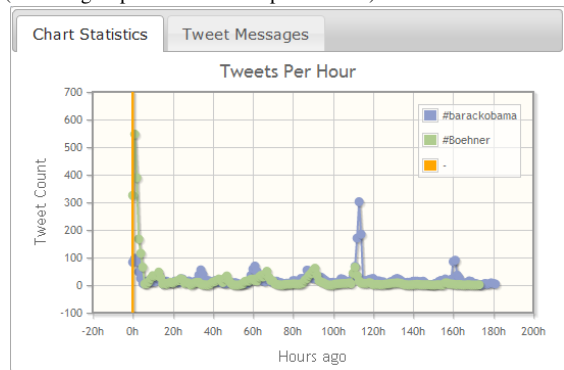 Chart Statistics Tweet Messages
Tweets Per Hour
700
600
500
400
300
200
100
0
-100
Tweet Count
#barackobama
#Boehner
-
-20h 0h 20h 40h 60h 80h 100h 120h 140h 160h 180h 200h
Hours ago